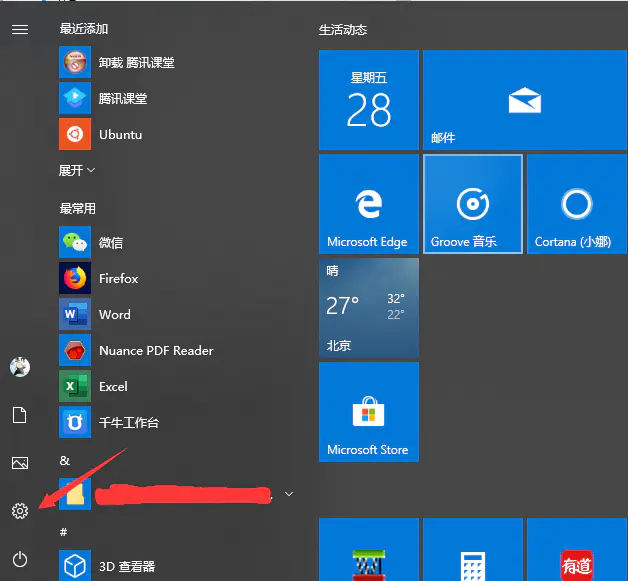 最近添加
卸载 腾讯课堂
腾讯课堂
Ubuntu
展开
最常用
微信
Firefox
Word
Nuance PDF Reader
Excel
千牛工作台
&
#
3D 查看器
生活动态
星期五
28
邮件
Microsoft Edge
Groove 音乐
Cortana (小娜)
晴
27° 32°
22°
北京
Microsoft Store
有道